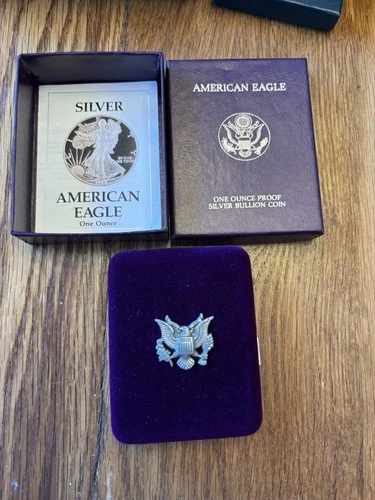 SILVER
AMERICAN
EAGLE
One Ounce
AMERICAN EAGLE
ONE OUNCE PROOF
SILVER BULLION COIN